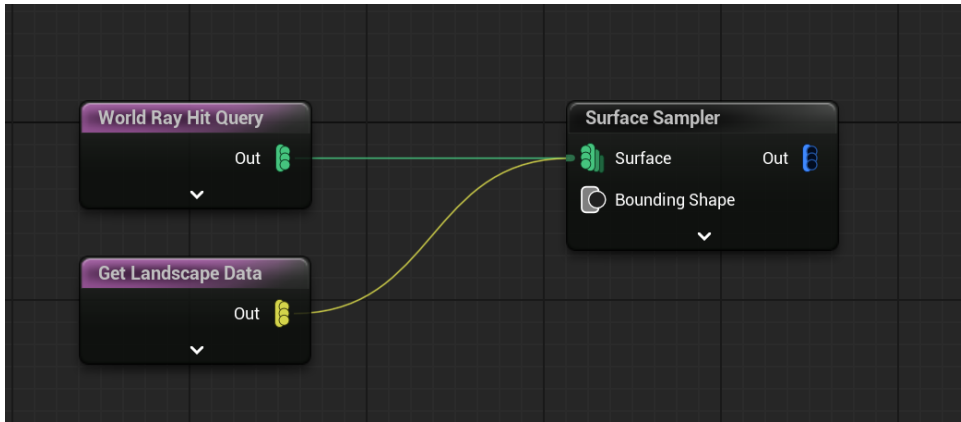 World Ray Hit Query
Out
Get Landscape Data
Out
Surface Sampler
Surface Out
Bounding Shape